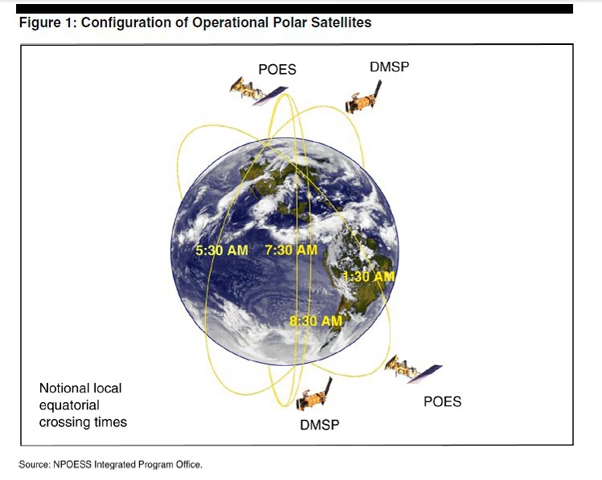 Figure 1: Configuration of Operational Polar Satellites
POES
DMSP
5:30 AM
7:30 AM
1:30 AM
8:30 AM
Notional local
equatorial
crossing times
POES
DMSP
Source: NPOESS Integrated Program Office.